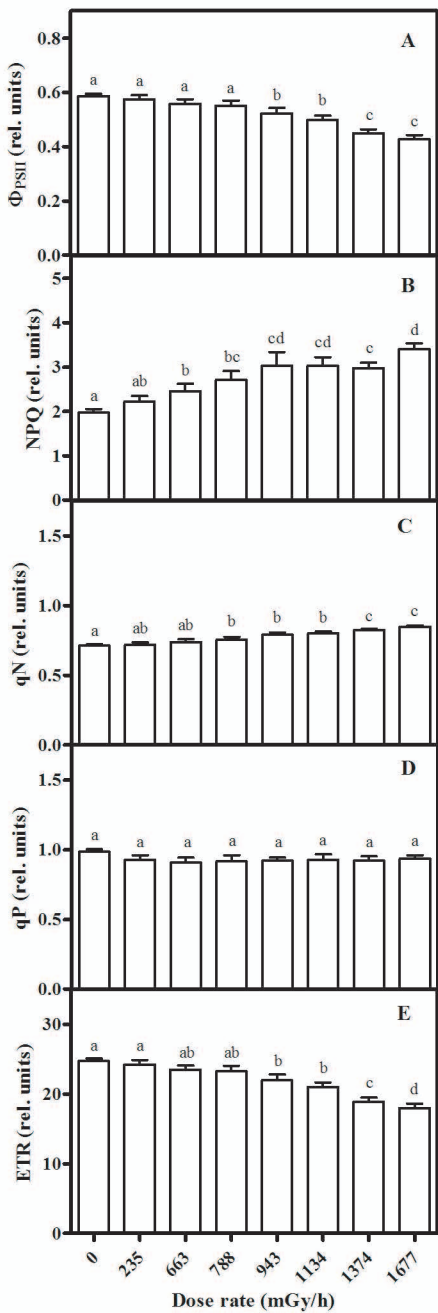 A
0.8
0.6
0.4
0.2
0.0
ΦPSII (rel. units)
a a a a b b c c
B
5
4
3
2
1
0
NPQ (rel. units)
a ab b bc cd cd c d
C
1.5
1.0
0.5
0.0
qN (rel. units)
a ab ab b b b c c
D
1.5
1.0
0.5
0.0
qP (rel. units)
a a a a a a a a
E
30
20
10
0
ETR (rel. units)
a a ab ab b b c d
0 235 663 788 943 1134 1374 1677
Dose rate (mGy/h)